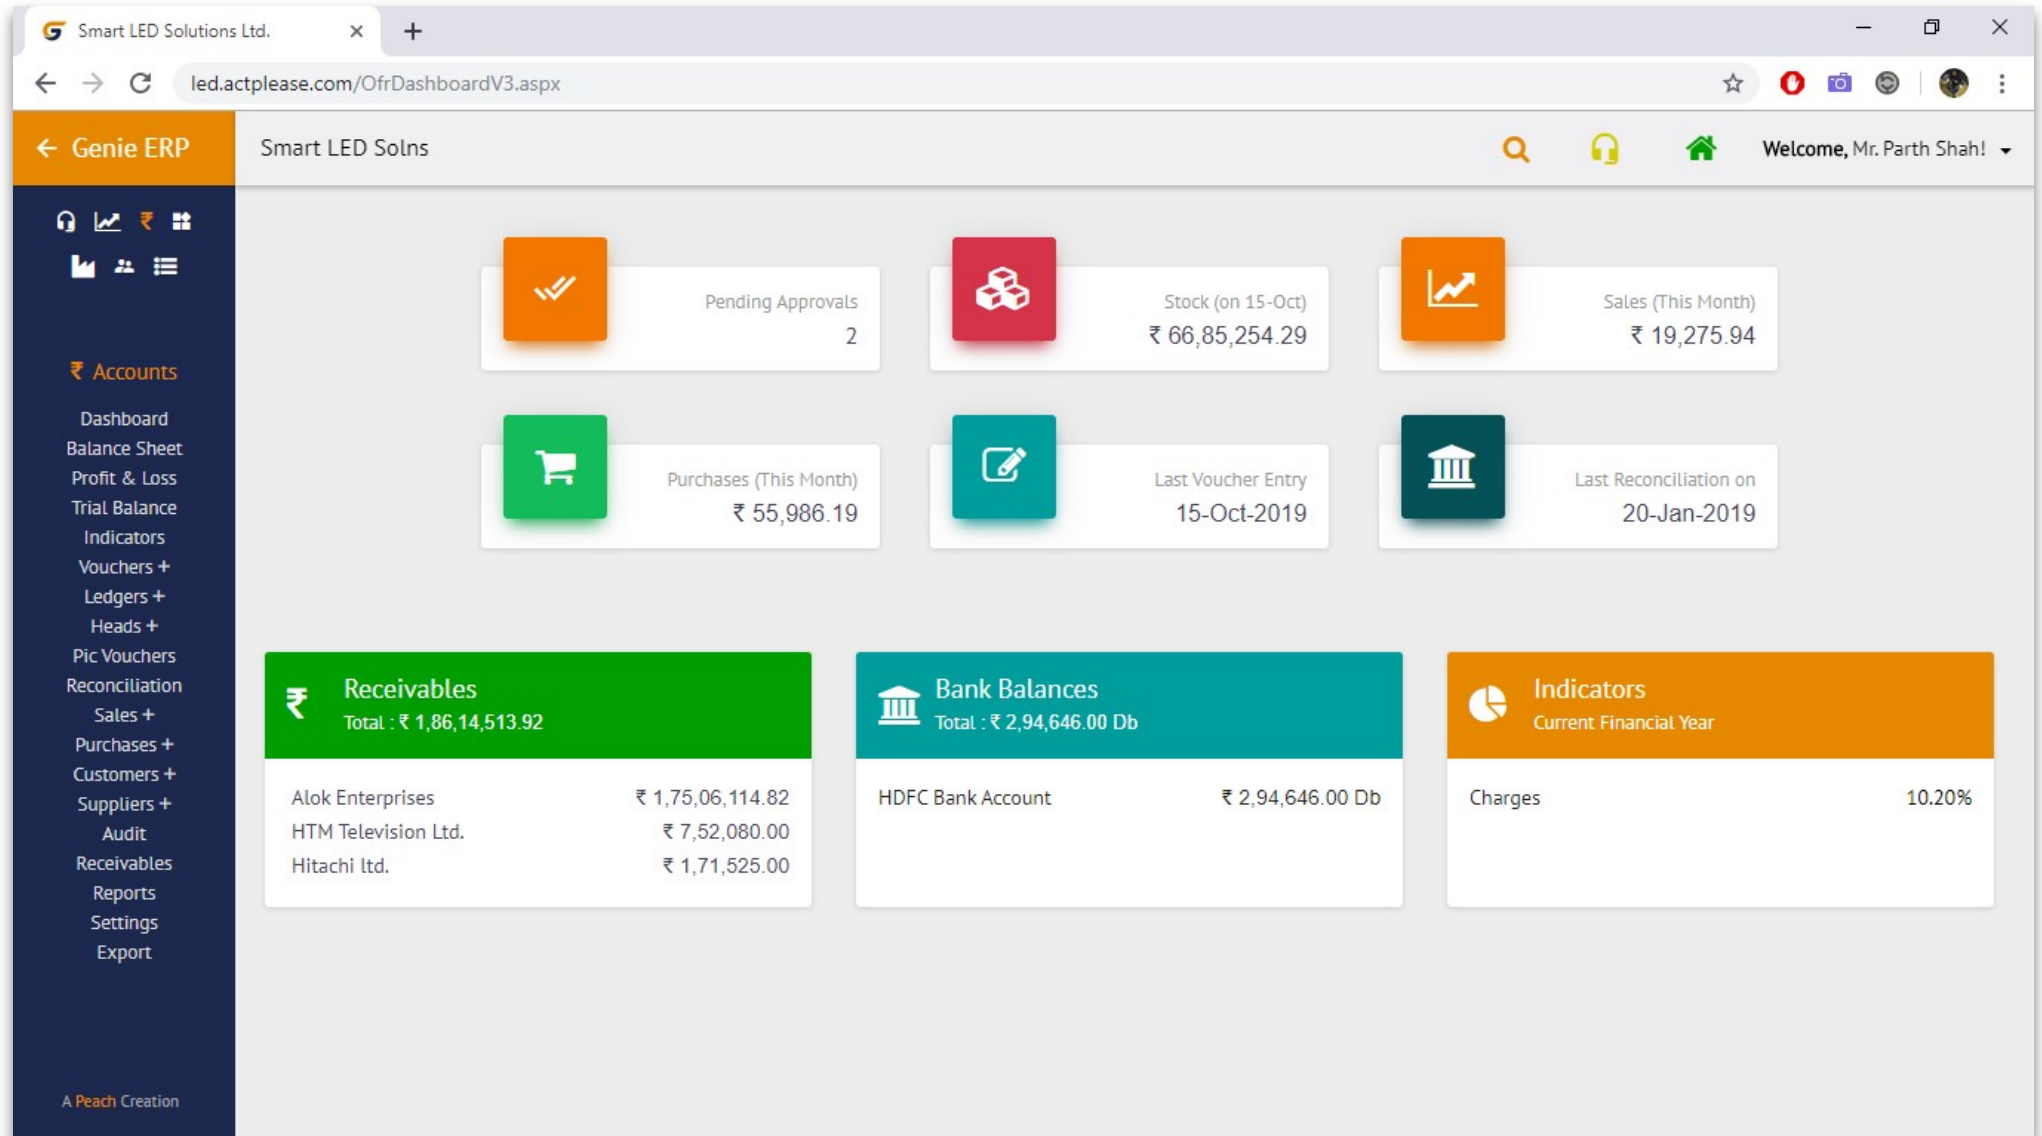 Smart LED Solutions Ltd.
led.actplease.com/OfrDashboardV3.aspx
Genie ERP
Smart LED Solns
Welcome, Mr. Parth Shah!
₹ Accounts
Dashboard
Balance Sheet
Profit & Loss
Trial Balance
Indicators
Vouchers +
Ledgers +
Heads +
Pic Vouchers
Reconciliation
Sales +
Purchases +
Customers +
Suppliers +
Audit
Receivables
Reports
Settings
Export
A Peach Creation
Pending Approvals
2
Stock (on 15-Oct)
₹ 66,85,254.29
Sales (This Month)
₹ 19,275.94
Purchases (This Month)
₹ 55,986.19
Last Voucher Entry
15-Oct-2019
Last Reconciliation on
20-Jan-2019
₹ Receivables
Total : ₹ 1,86,14,513.92
Alok Enterprises ₹ 1,75,06,114.82
HTM Television Ltd. ₹ 7,52,080.00
Hitachi ltd. ₹ 1,71,525.00
Bank Balances
Total : ₹ 2,94,646.00 Db
HDFC Bank Account ₹ 2,94,646.00 Db
Indicators
Current Financial Year
Charges 10.20%